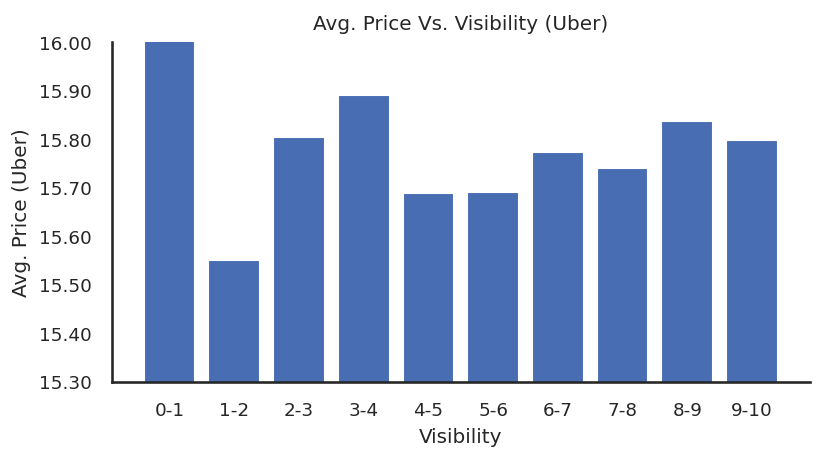 Avg. Price Vs. Visibility (Uber)
Avg. Price (Uber)
16.00
15.90
15.80
15.70
15.60
15.50
15.40
15.30
0-1 1-2 2-3 3-4 4-5 5-6 6-7 7-8 8-9 9-10
Visibility